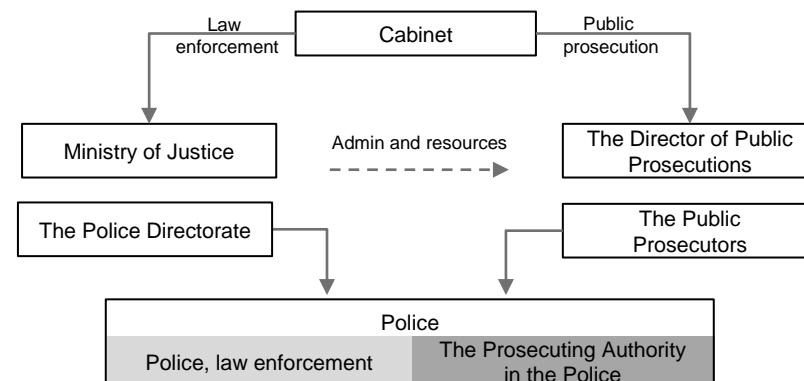 Law
enforcement
Cabinet
Public
prosecution
Ministry of Justice
Admin and resources
The Director of Public
Prosecutions
The Police Directorate
The Public
Prosecutors
Police
Police, law enforcement
The Prosecuting Authority
in the Police